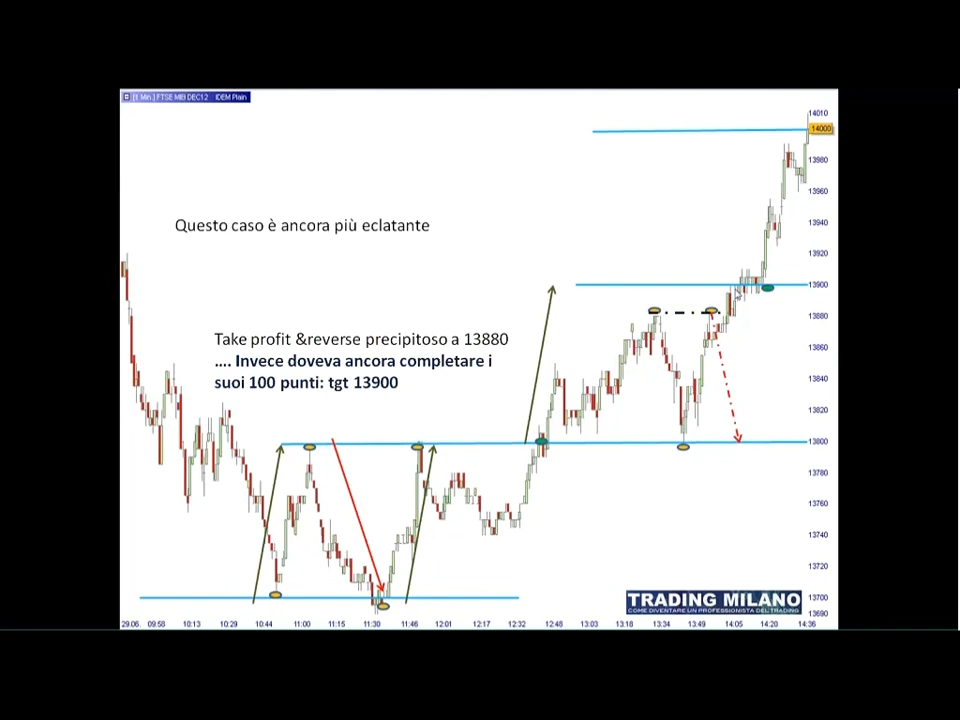 [1 Min.] FTSE MIB DEC12 IDEM Plain
14010
14000
13980
13960
13940
Questo caso è ancora più eclatante
13920
13900
13880
Take profit &reverse precipitoso a 13880
.... Invece doveva ancora completare i
suoi 100 punti: tgt 13900
13860
13840
13820
13800
13780
13760
13740
13720
13700
13690
TRADING MILANO
COME DIVENTARE UN PROFESSIONISTA DEL TRADING
29.06. 09:58 10:13 10:29 10:44 11:00 11:15 11:30 11:46 12:01 12:17 12:32 12:48 13:03 13:18 13:34 13:49 14:05 14:20 14:36